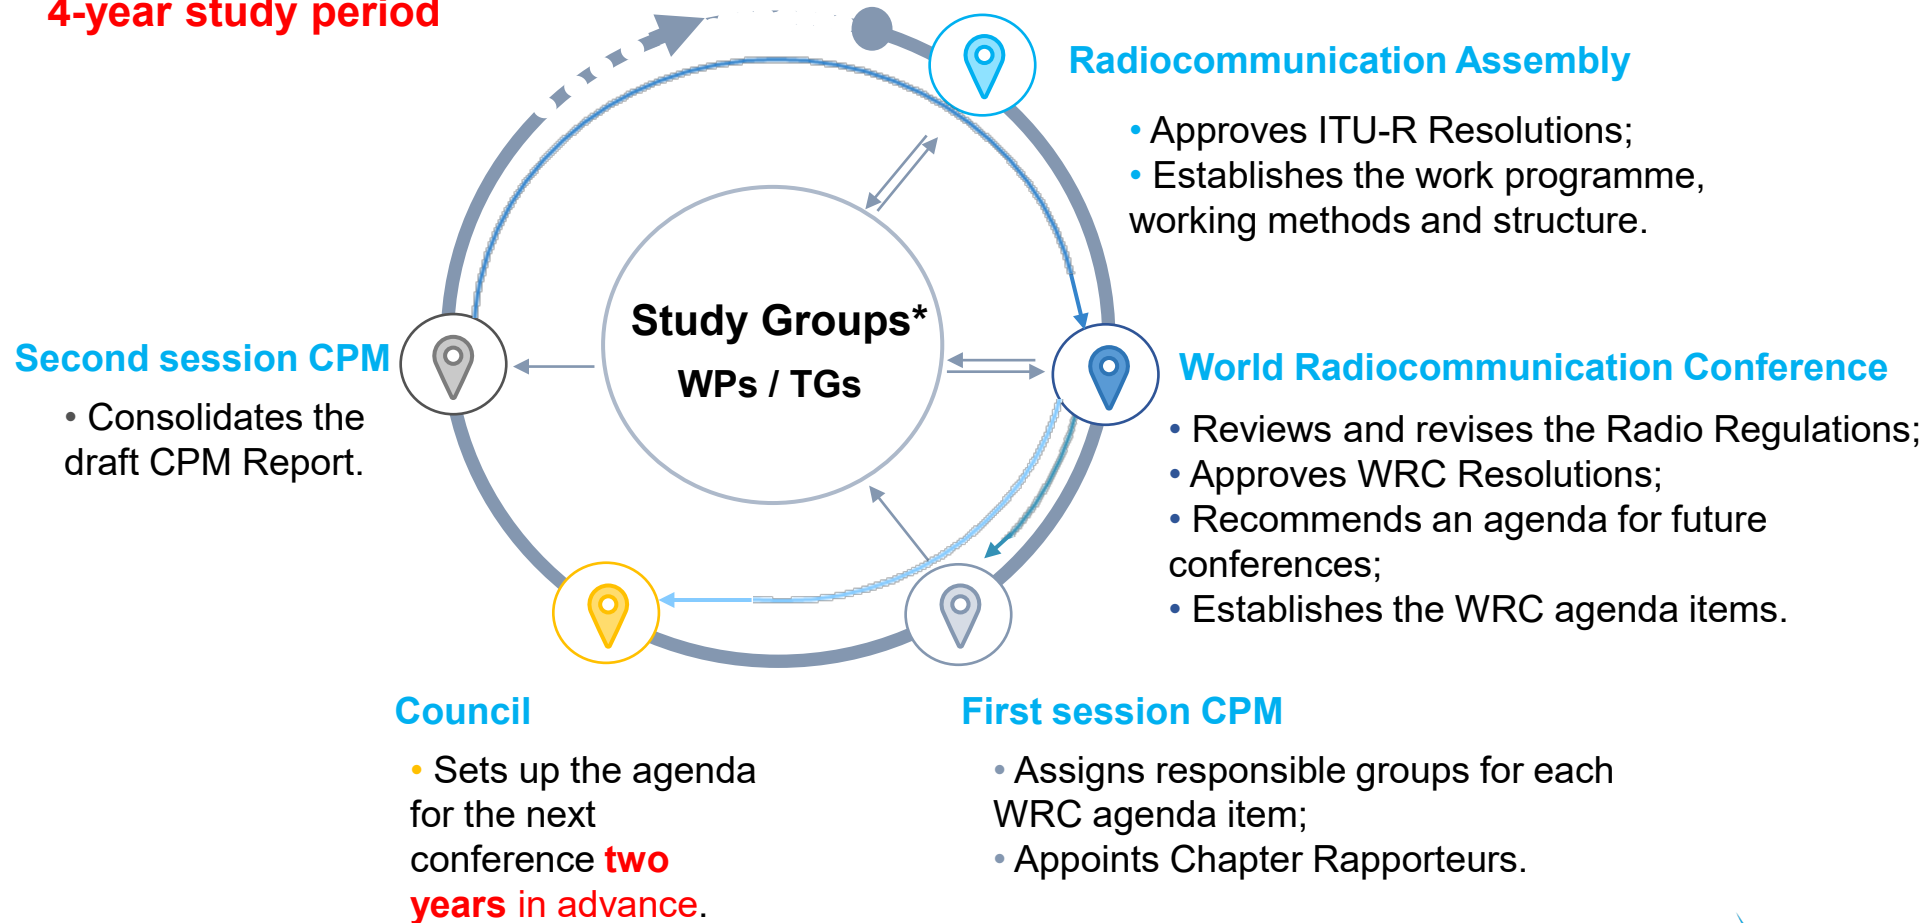 4-year study period
Radiocommunication Assembly
• Approves ITU-R Resolutions;
• Establishes the work programme,
working methods and structure.
Study Groups*
WPs / TGs
Second session CPM
• Consolidates the
draft CPM Report.
World Radiocommunication Conference
• Reviews and revises the Radio Regulations;
• Approves WRC Resolutions;
• Recommends an agenda for future
conferences;
• Establishes the WRC agenda items.
Council
• Sets up the agenda
for the next
conference two
years in advance.
First session CPM
• Assigns responsible groups for each
WRC agenda item;
• Appoints Chapter Rapporteurs.